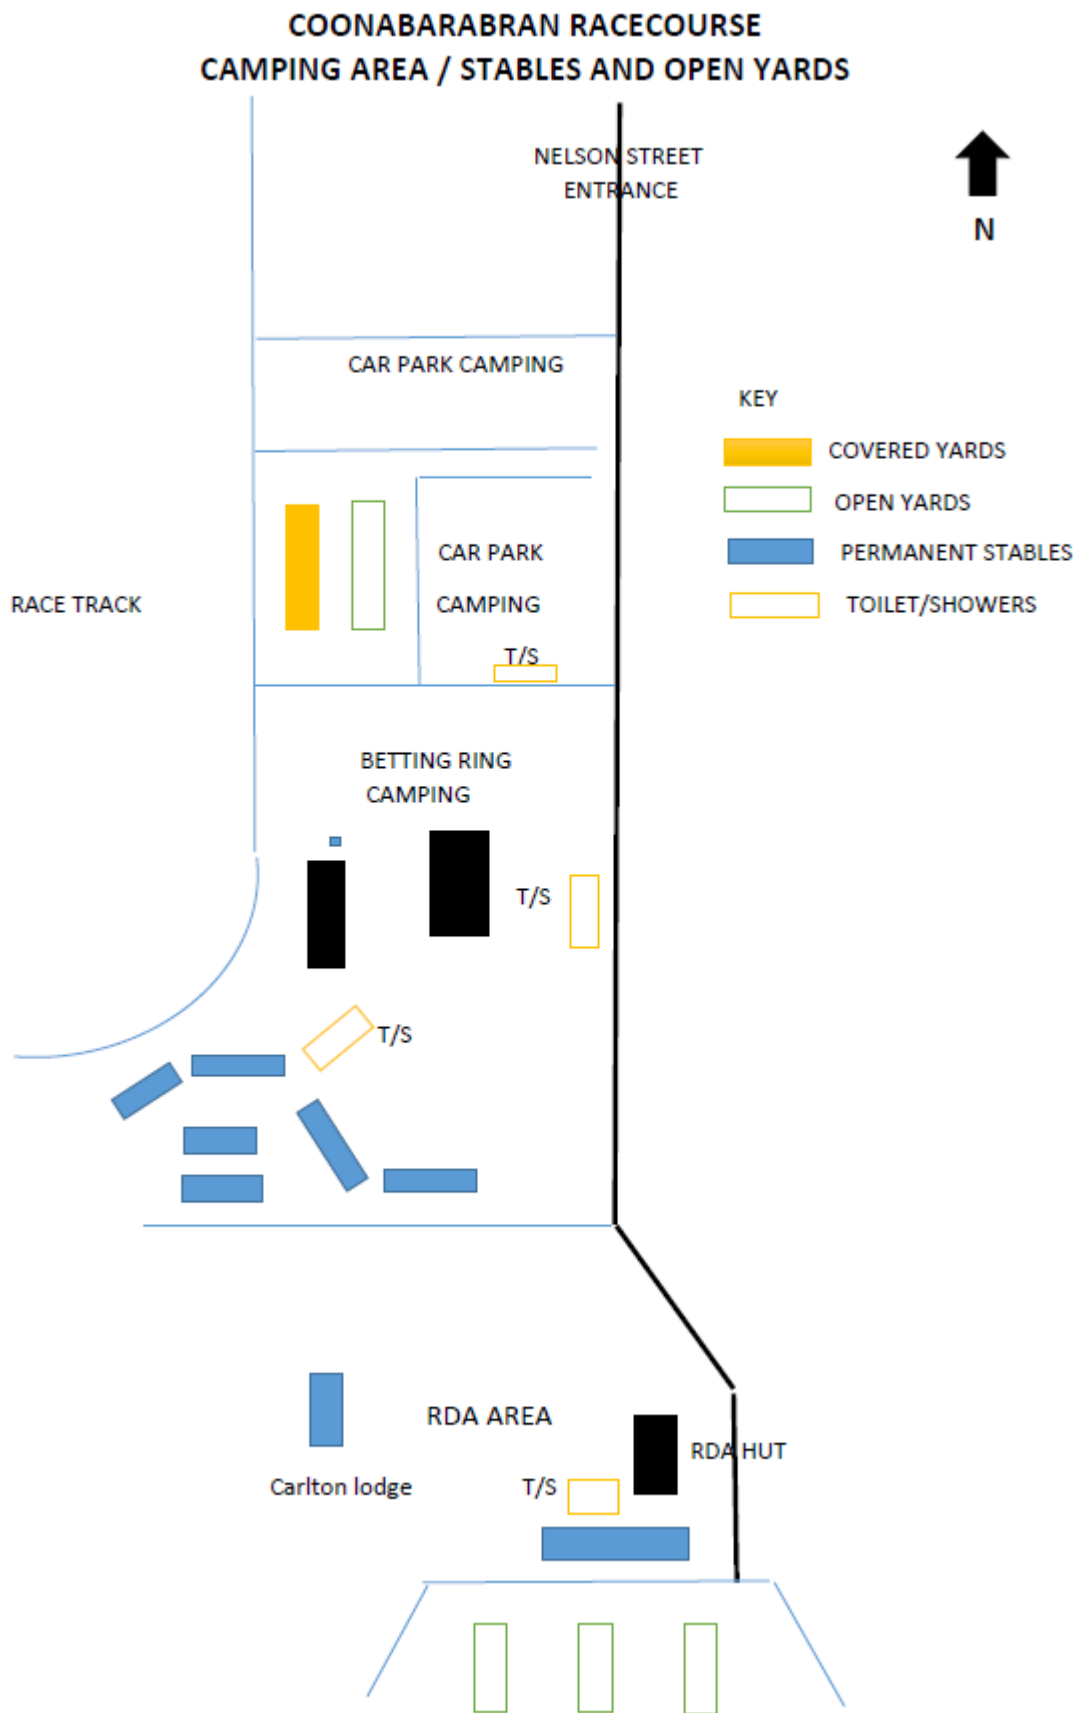 COONABARABRAN RACECOURSE
CAMPING AREA / STABLES AND OPEN YARDS
NELSON STREET
ENTRANCE
N
CAR PARK CAMPING
KEY
COVERED YARDS
OPEN YARDS
PERMANENT STABLES
TOILET/SHOWERS
CAR PARK
CAMPING
RACE TRACK
T/S
BETTING RING
CAMPING
T/S
T/S
RDA AREA
RDA HUT
Carlton lodge
T/S